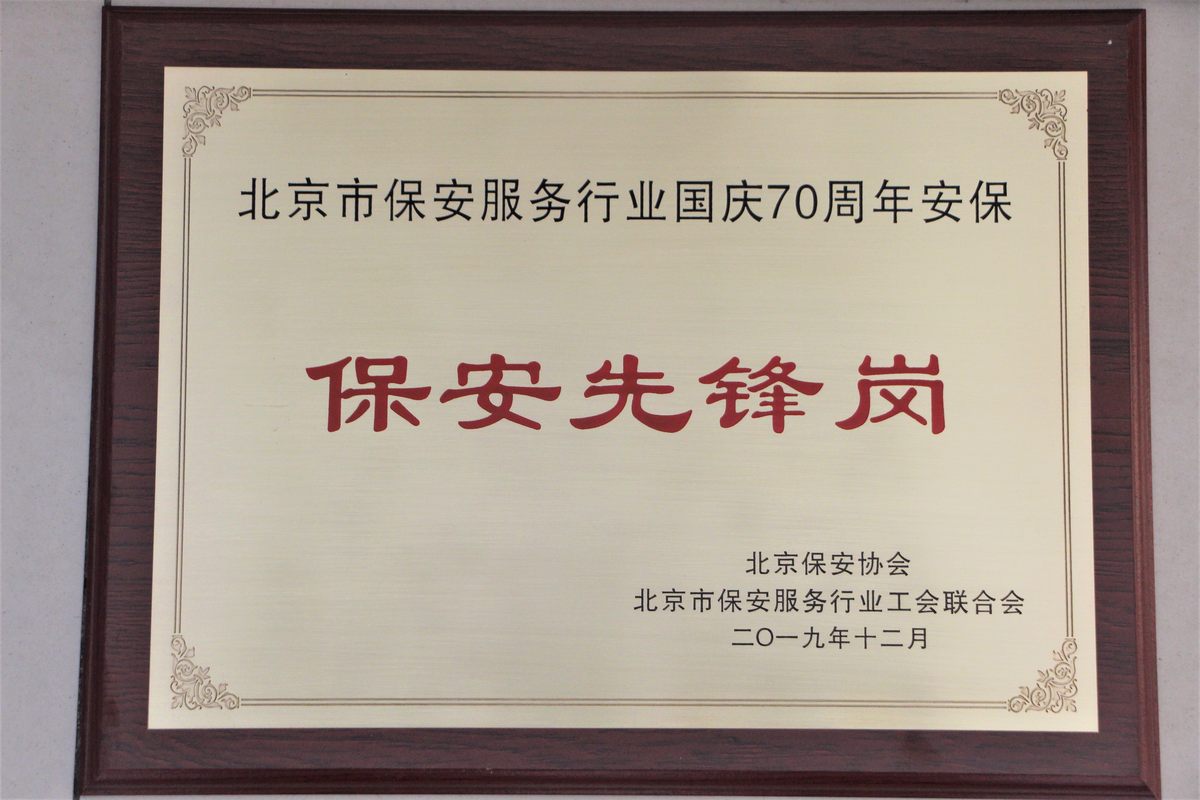 北京市保安服务行业国庆70周年安保
保安先锋岗
北京保安协会
北京市保安服务行业工会联合会
二〇一九年十二月